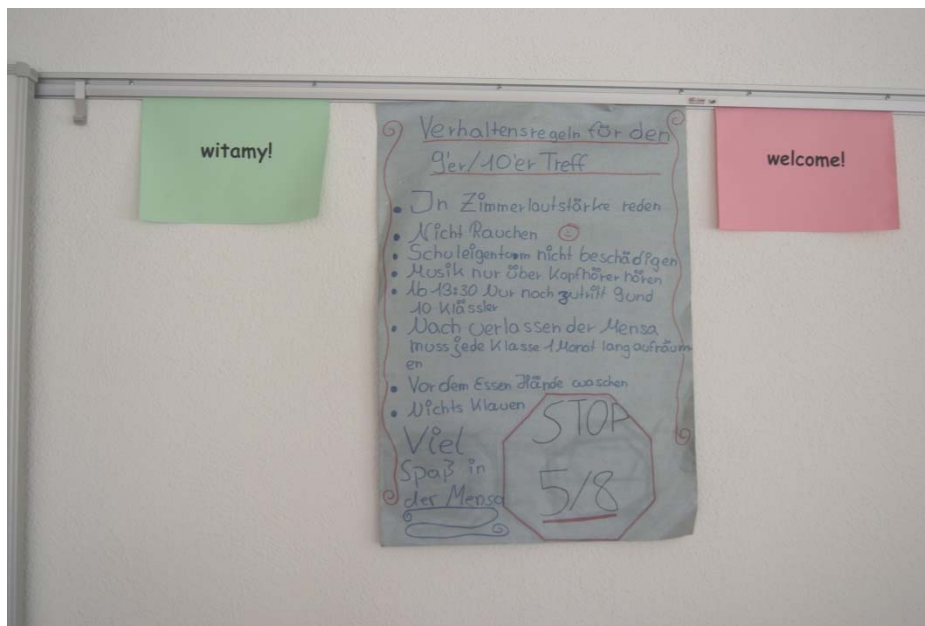 witamy!
Verhaltensregeln für den
9'er/10'er Treff
• In Zimmerlautstärke reden
• Nicht Rauchen
• Schuleigentum nicht beschädigen
• Musik nur über Kopfhörer hören
• Ab 13:30 Nur noch zutritt 9 und
10 Klässler
• Nach verlassen der Mensa
muss jede Klasse 1 Monat lang aufräum
en
• Vor dem Essen Hände waschen
• Nichts Klauen
Viel
Spaß in
der Mensa
STOP
5/8
welcome!